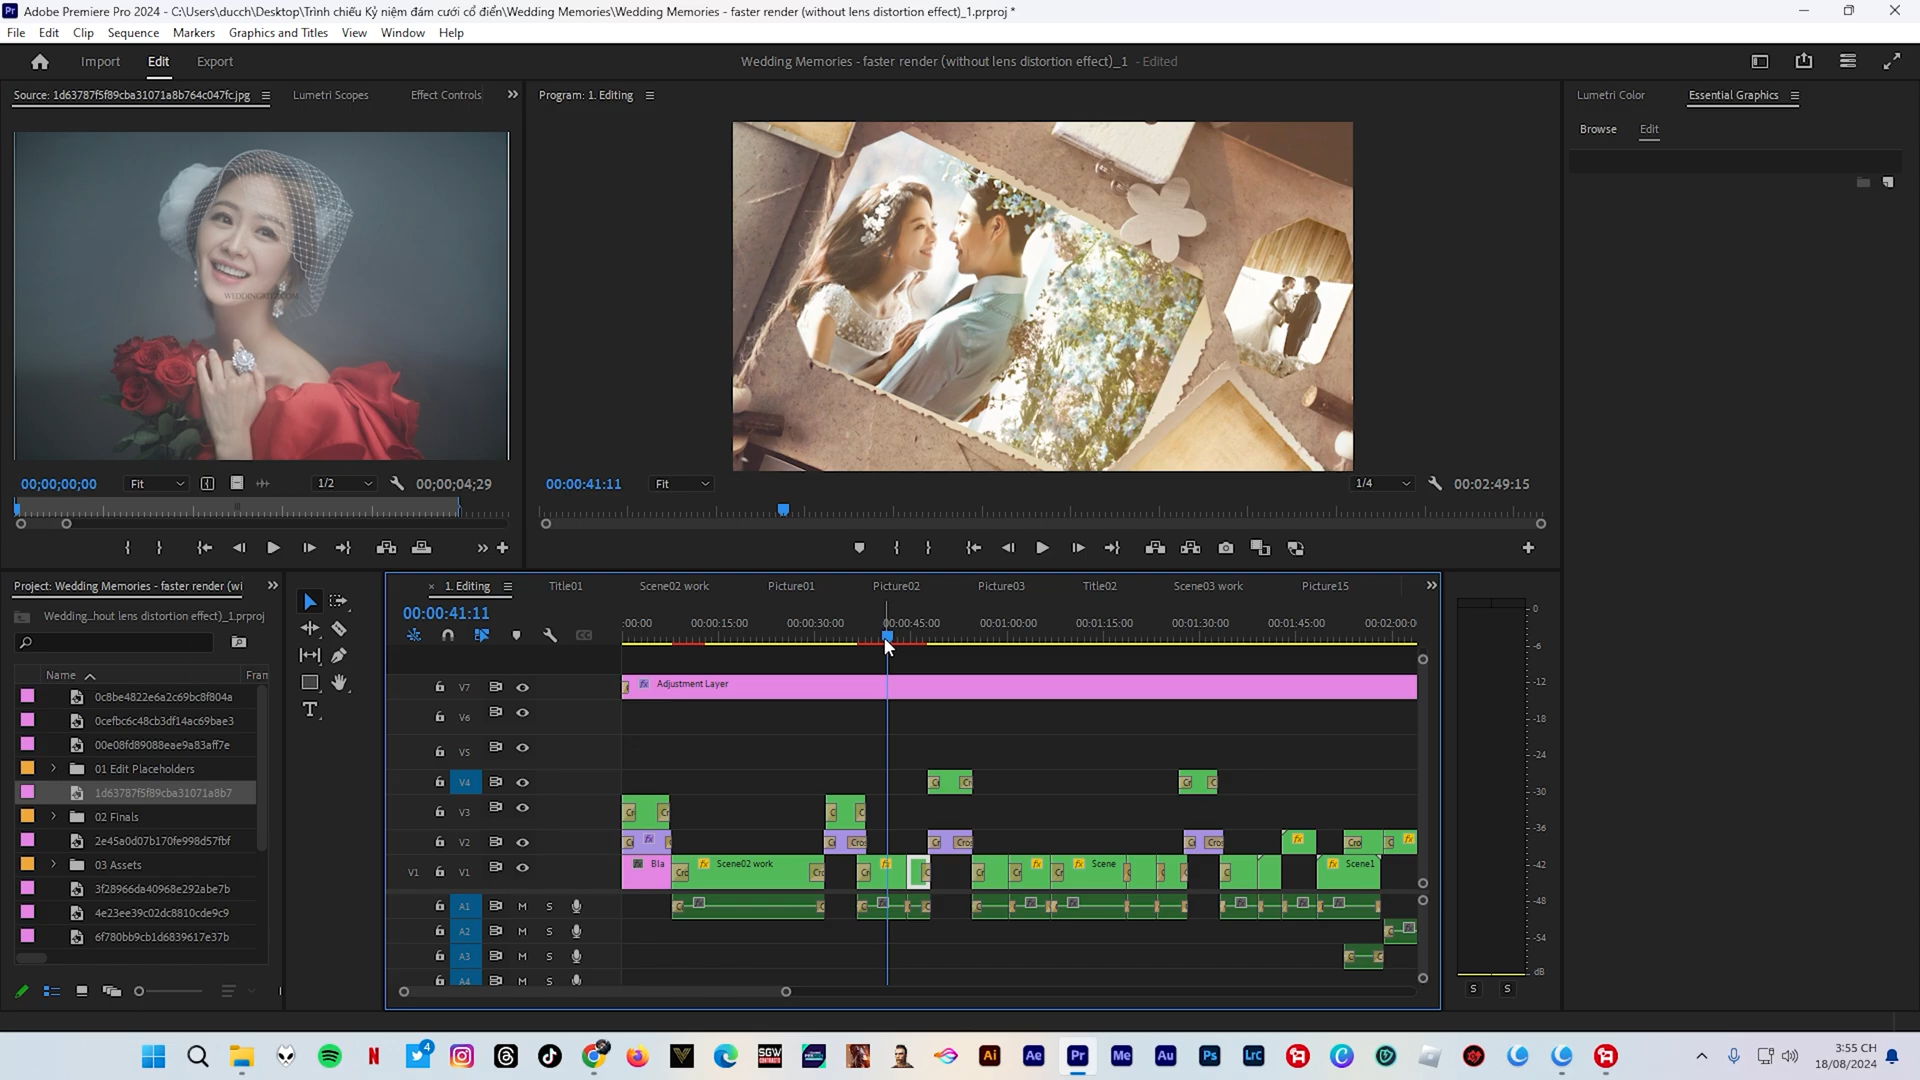 Adobe Premiere Pro 2024 - C:\Users\ducch\Desktop\Trình chiếu Kỷ niệm đám cưới cổ điển\Wedding Memories\Wedding Memories - faster render (without lens distortion effect)_1.prproj *
File Edit Clip Sequence Markers Graphics and Titles View Window Help
Import Edit Export
Wedding Memories - faster render (without lens distortion effect)_1 - Edited
Source: 1d63787f5f89cba31071a8b764c047fc.jpg
Lumetri Scopes
Effect Controls
Program: 1. Editing
Lumetri Color
Essential Graphics
Browse Edit
00;00;00;00
Fit
1/2
00;00;04;29
00:00:41:11
Fit
1/4
00:02:49:15
Project: Wedding Memories - faster render (wi
Wedding...hout lens distortion effect)_1.prproj
Name
Fran
0c8be4822e6a2c69bc8f804a
0cefbc6c48cb3df14ac69bae3
00e08fd89088eae9a83aff7e
01 Edit Placeholders
1d63787f5f89cba31071a8b7
02 Finals
2e45a0d07b170fe998d57fbf
03 Assets
3f28966da40968e292abe7b
4e23ee39c02dc8810cde9c9
6f780bb9cb1d6839617e37b
1. Editing
Title01
Scene02 work
Picture01
Picture02
Picture03
Title02
Scene03 work
Picture15
00:00:41:11
:00:00 00:00:15:00 00:00:30:00 00:00:45:00 00:01:00:00 00:01:15:00 00:01:30:00 00:01:45:00 00:02:00:0
V7
Adjustment Layer
V6
V5
V4
V3
V2
V1 V1
Bla
Scene02 work
Scene
Scene1
A1 M S
A2 M S
A3 M S
A4 M S
0
-6
-12
-18
-24
-30
-36
-42
-48
-54
dB
S S
3:55 CH
18/08/2024